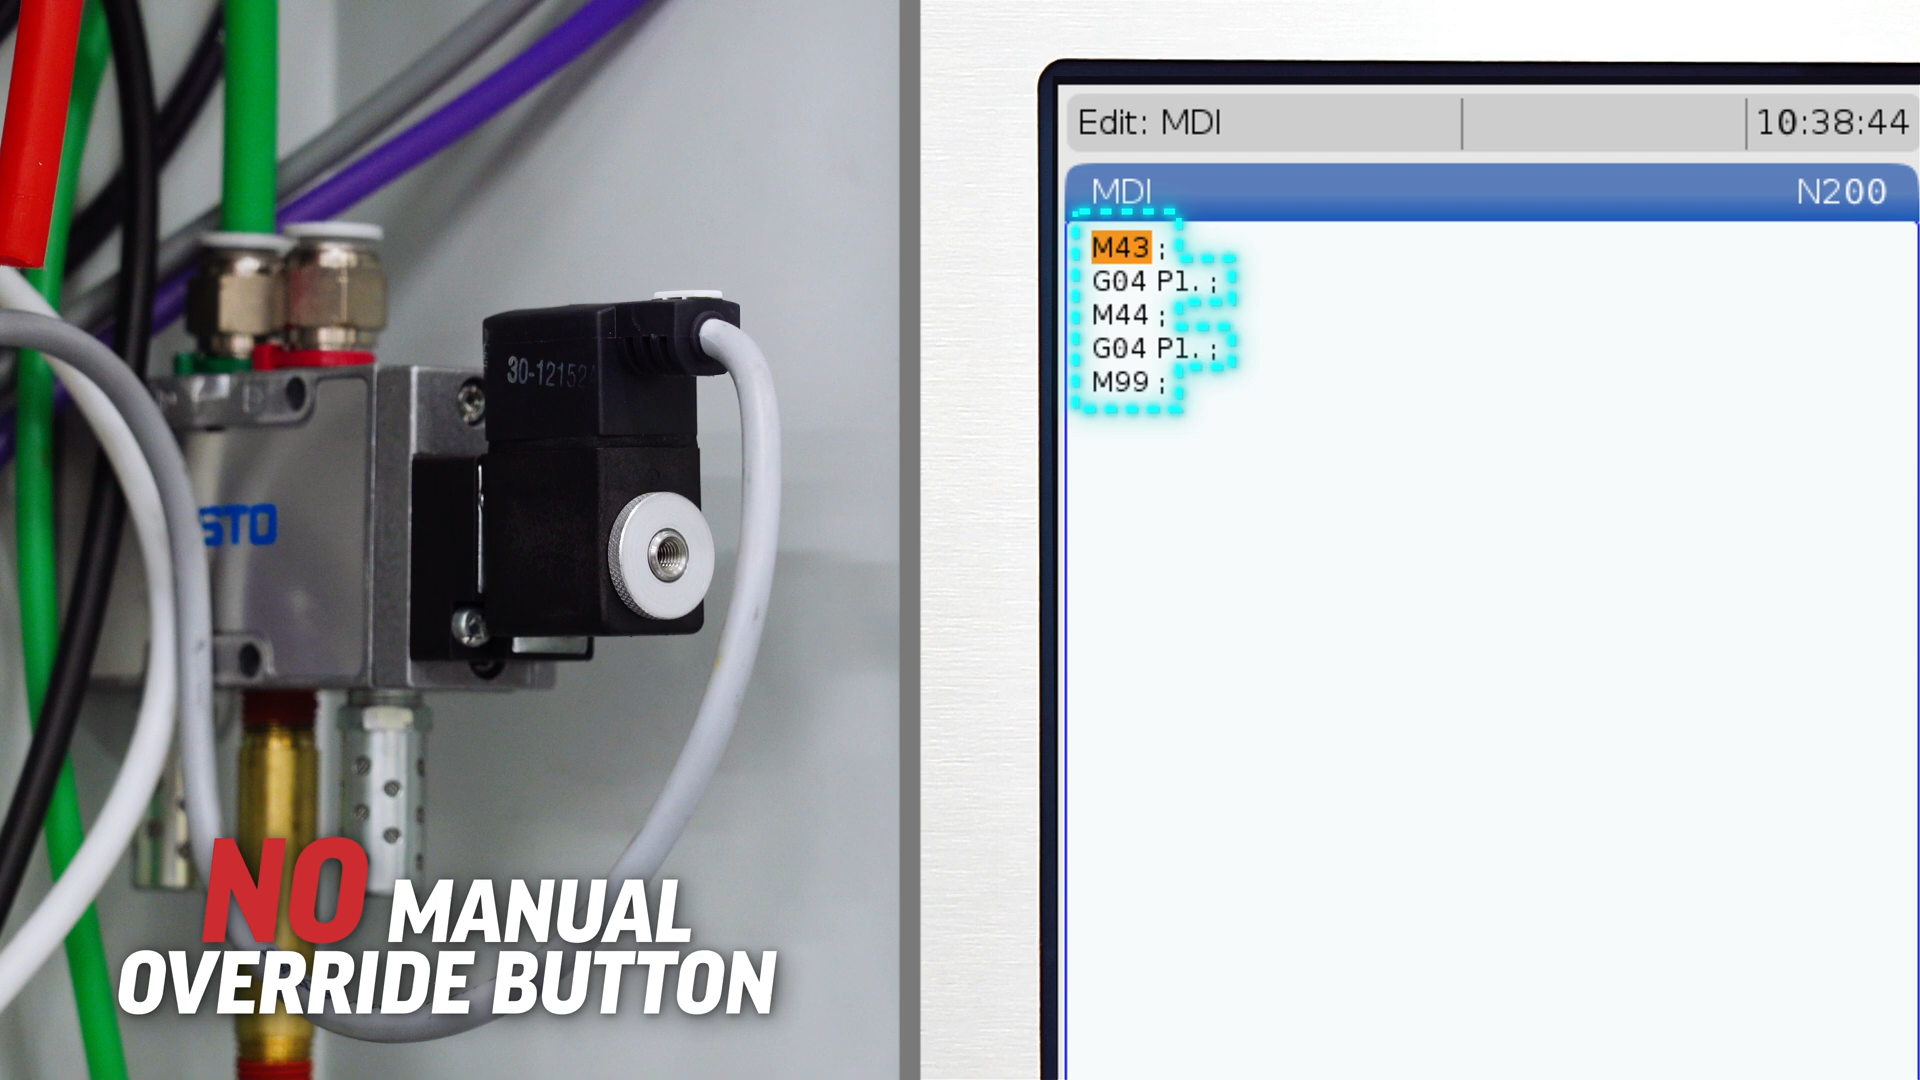 30-12152
STO
NO MANUAL
OVERRIDE BUTTON
Edit: MDI
10:38:44
MDI
N200
M43 ;
G04 P1. ;
M44 ;
G04 P1. ;
M99 ;